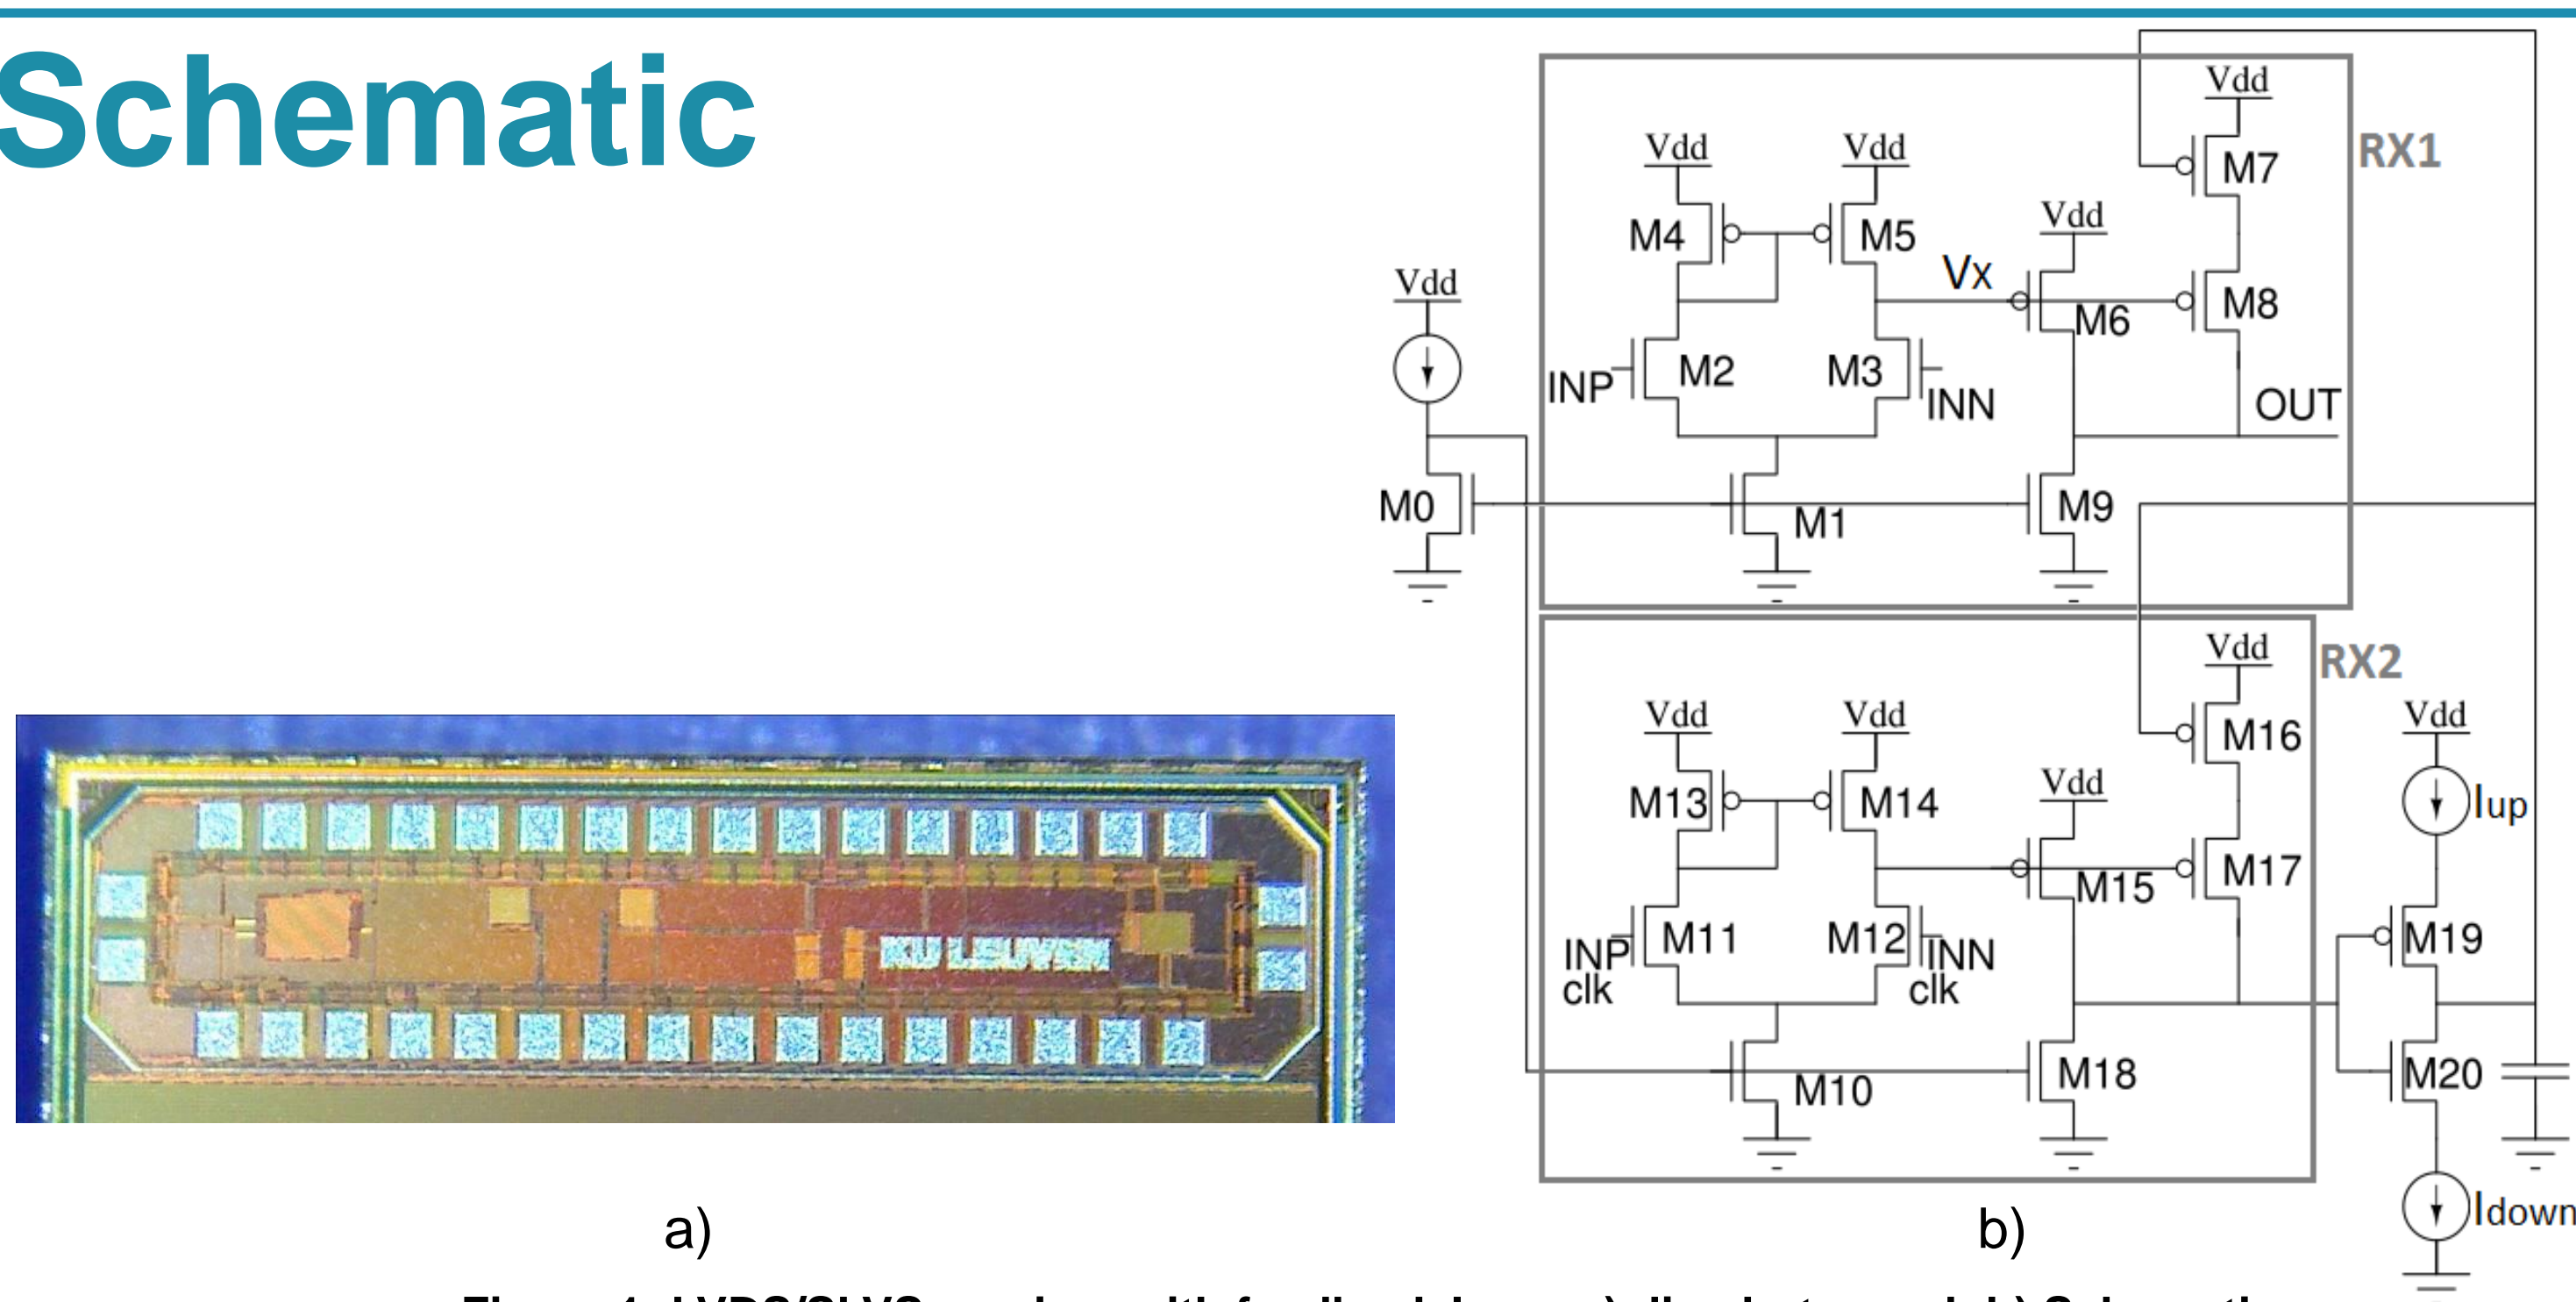 Schematic
Vdd
RX1
M7
Vdd
Vdd
M4
M5
Vdd
Vdd
Vx
M6
M8
INP
M2
M3
INN
OUT
M0
M1
M9
Vdd
RX2
Vdd
Vdd
M16
Vdd
M13
M14
Vdd
Iup
M15
M17
INP
clk
M11
M12
INN
clk
M19
M10
M18
M20
KU LEUVEN
a)
b)
Idown